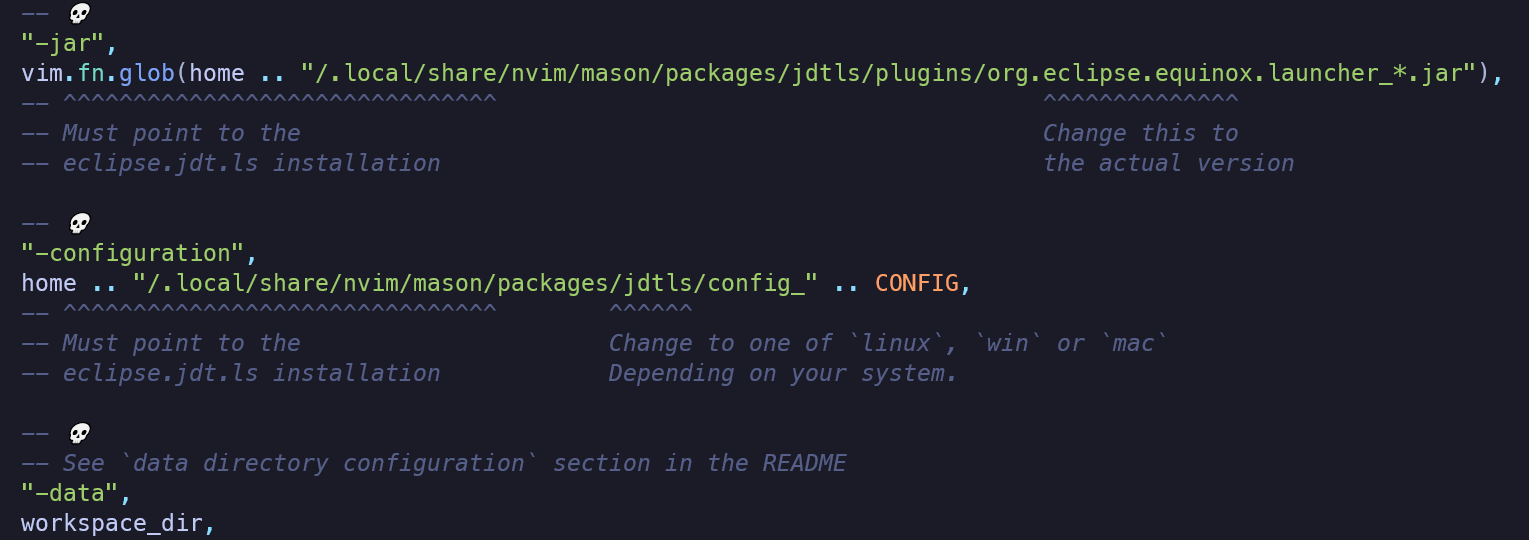 -- 💀
"-jar",
vim.fn.glob(home .. "/.local/share/nvim/mason/packages/jdtls/plugins/org.eclipse.equinox.launcher_*.jar"),
-- ^^^^^^^^^^^^^^^^^^^^^^^^^^^^^^^                                       ^^^^^^^^^^^^^^
-- Must point to the                                                     Change this to
-- eclipse.jdt.ls installation                                           the actual version

-- 💀
"-configuration",
home .. "/.local/share/nvim/mason/packages/jdtls/config_" .. CONFIG,
-- ^^^^^^^^^^^^^^^^^^^^^^^^^^^^^^^        ^^^^^^
-- Must point to the                      Change to one of `linux`, `win` or `mac`
-- eclipse.jdt.ls installation            Depending on your system.

-- 💀
-- See `data directory configuration` section in the README
"-data",
workspace_dir,